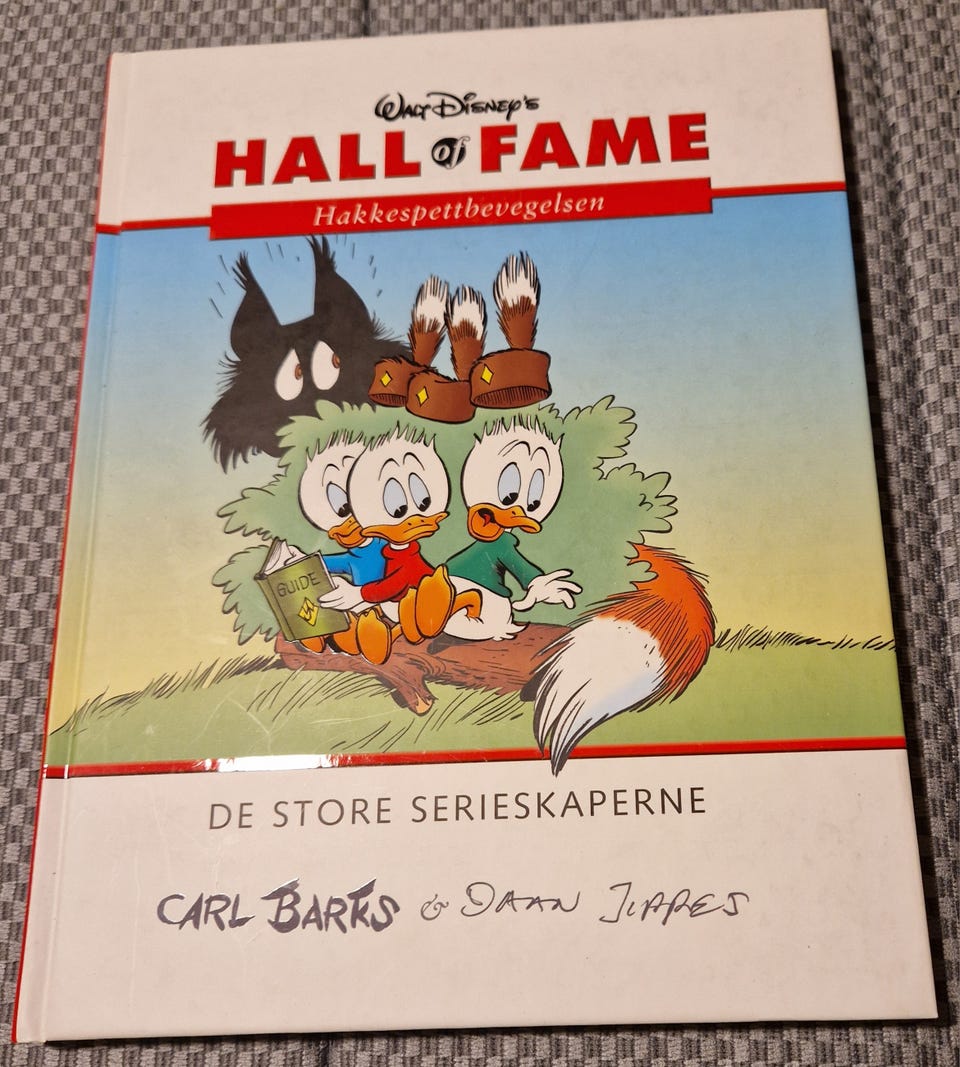 WALT DISNEY'S
HALL of FAME
Hakkespettbevegelsen
GUIDE
DE STORE SERIESKAPERNE
CARL BARKS & DAAN JIPPES